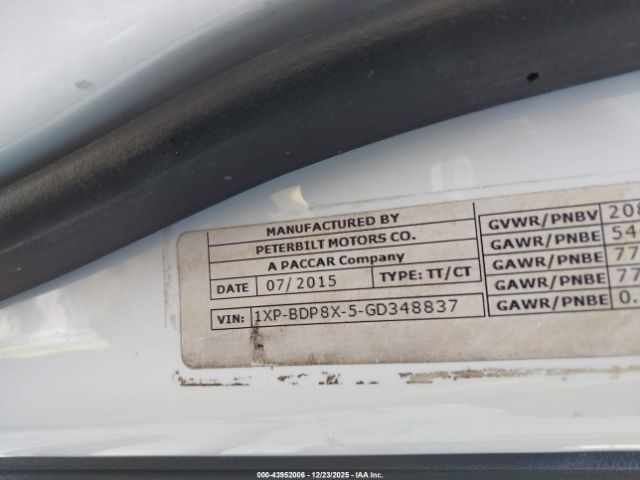 MANUFACTURED BY
PETERBILT MOTORS CO.
A PACCAR Company
DATE 07/2015 TYPE: TT/CT
VIN: 1XP-BDP8X-5-GD348837
GVWR/PNBV 208
GAWR/PNBE 54
GAWR/PNBE 77
GAWR/PNBE 77
GAWR/PNBE 0.
000-43952006 - 12/23/2025 - IAA Inc.